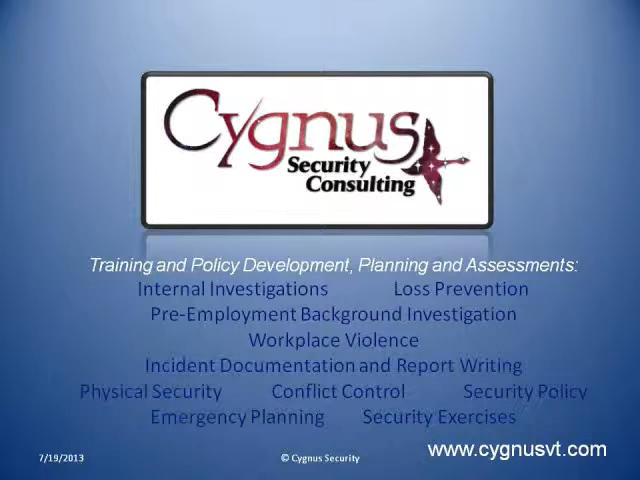 Cygnus
Security
Consulting
Training and Policy Development, Planning and Assessments:
Internal Investigations Loss Prevention
Pre-Employment Background Investigation
Workplace Violence
Incident Documentation and Report Writing
Physical Security Conflict Control Security Policy
Emergency Planning Security Exercises
7/19/2013 © Cygnus Security www.cygnusvt.com